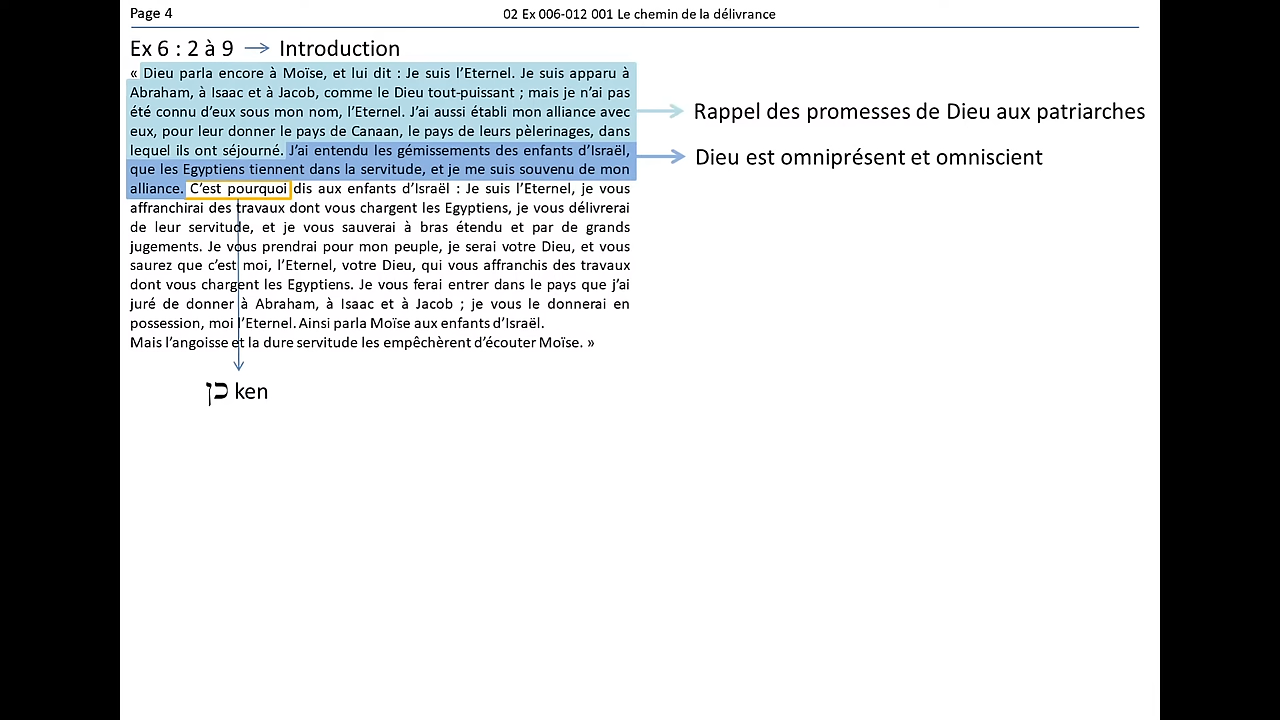 Page 4
02 Ex 006-012 001 Le chemin de la délivrance
Ex 6 : 2 à 9 → Introduction
« Dieu parla encore à Moïse, et lui dit : Je suis l’Eternel. Je suis apparu à
Abraham, à Isaac et à Jacob, comme le Dieu tout-puissant ; mais je n’ai pas
été connu d’eux sous mon nom, l’Eternel. J’ai aussi établi mon alliance avec
eux, pour leur donner le pays de Canaan, le pays de leurs pèlerinages, dans
lequel ils ont séjourné. J’ai entendu les gémissements des enfants d’Israël,
que les Egyptiens tiennent dans la servitude, et je me suis souvenu de mon
alliance. C’est pourquoi dis aux enfants d’Israël : Je suis l’Eternel, je vous
affranchirai des travaux dont vous chargent les Egyptiens, je vous délivrerai
de leur servitude, et je vous sauverai à bras étendu et par de grands
jugements. Je vous prendrai pour mon peuple, je serai votre Dieu, et vous
saurez que c’est moi, l’Eternel, votre Dieu, qui vous affranchis des travaux
dont vous chargent les Egyptiens. Je vous ferai entrer dans le pays que j’ai
juré de donner à Abraham, à Isaac et à Jacob ; je vous le donnerai en
possession, moi l’Eternel. Ainsi parla Moïse aux enfants d’Israël.
Mais l’angoisse et la dure servitude les empêchèrent d’écouter Moïse. »
Rappel des promesses de Dieu aux patriarches
Dieu est omniprésent et omniscient
כן ken